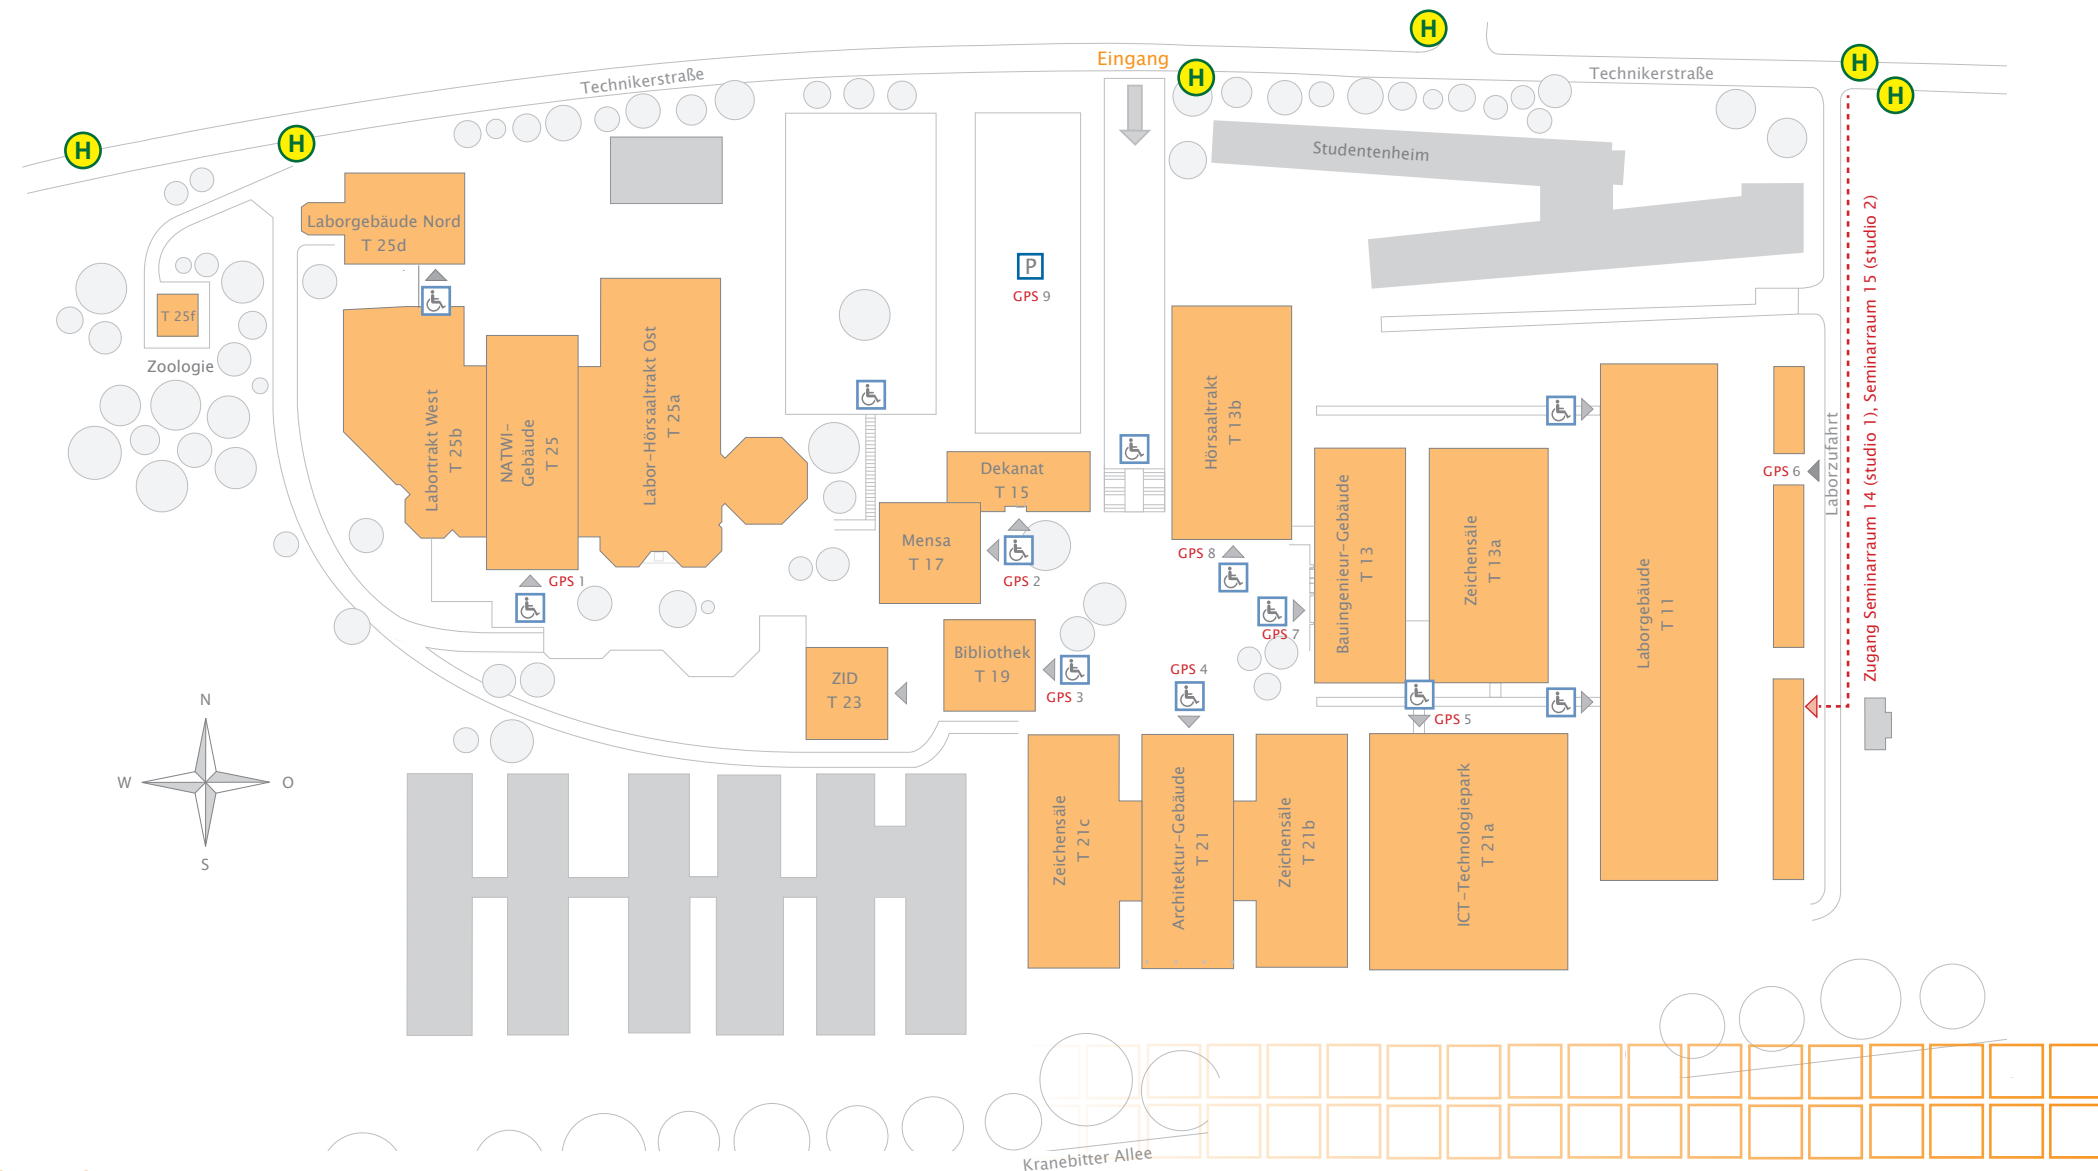 H
Eingang
H
H
H
Technikerstraße
Technikerstraße
H
H
Studentenheim
Laborgebäude Nord
T 25d
P
GPS 9
T 25f
Zoologie
Labortrakt West
T 25b
NATWI-
Gebäude
T 25
Labor-Hörsaaltrakt Ost
T 25a
Hörsaaltrakt
T 13b
Dekanat
T 15
Mensa
T 17
GPS 1
GPS 2
GPS 8
GPS 7
Bauingenieur-Gebäude
T 13
Zeichensäle
T 13a
Laborgebäude
T 11
GPS 6
Laborzufahrt
Zugang Seminarraum 14 (studio 1), Seminarraum 15 (studio 2)
Bibliothek
T 19
GPS 3
GPS 4
GPS 5
ZID
T 23
N
W
O
S
Zeichensäle
T 21c
Architektur-Gebäude
T 21
Zeichensäle
T 21b
ICT-Technologiepark
T 21a
Kranebitter Allee